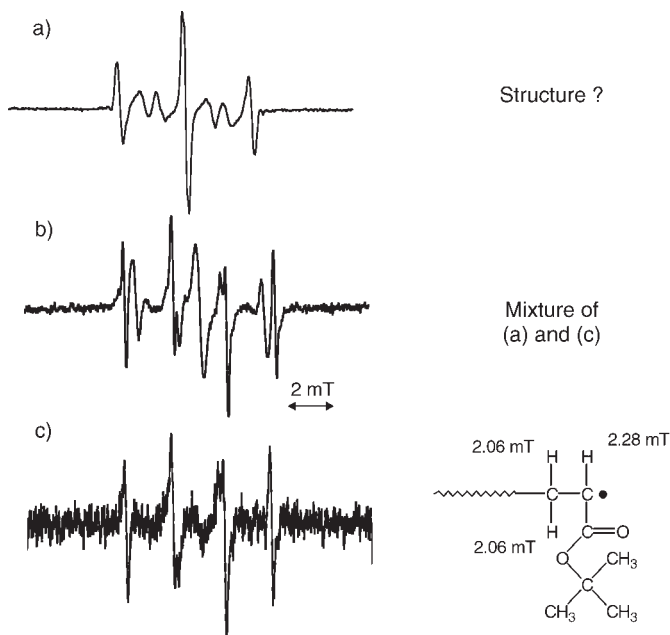 a)
Structure ?
b)
Mixture of
(a) and (c)
2 mT
c)
2.06 mT
2.28 mT
H H
C C
H
2.06 mT
C O
O
CH₃
C
CH₃ CH₃